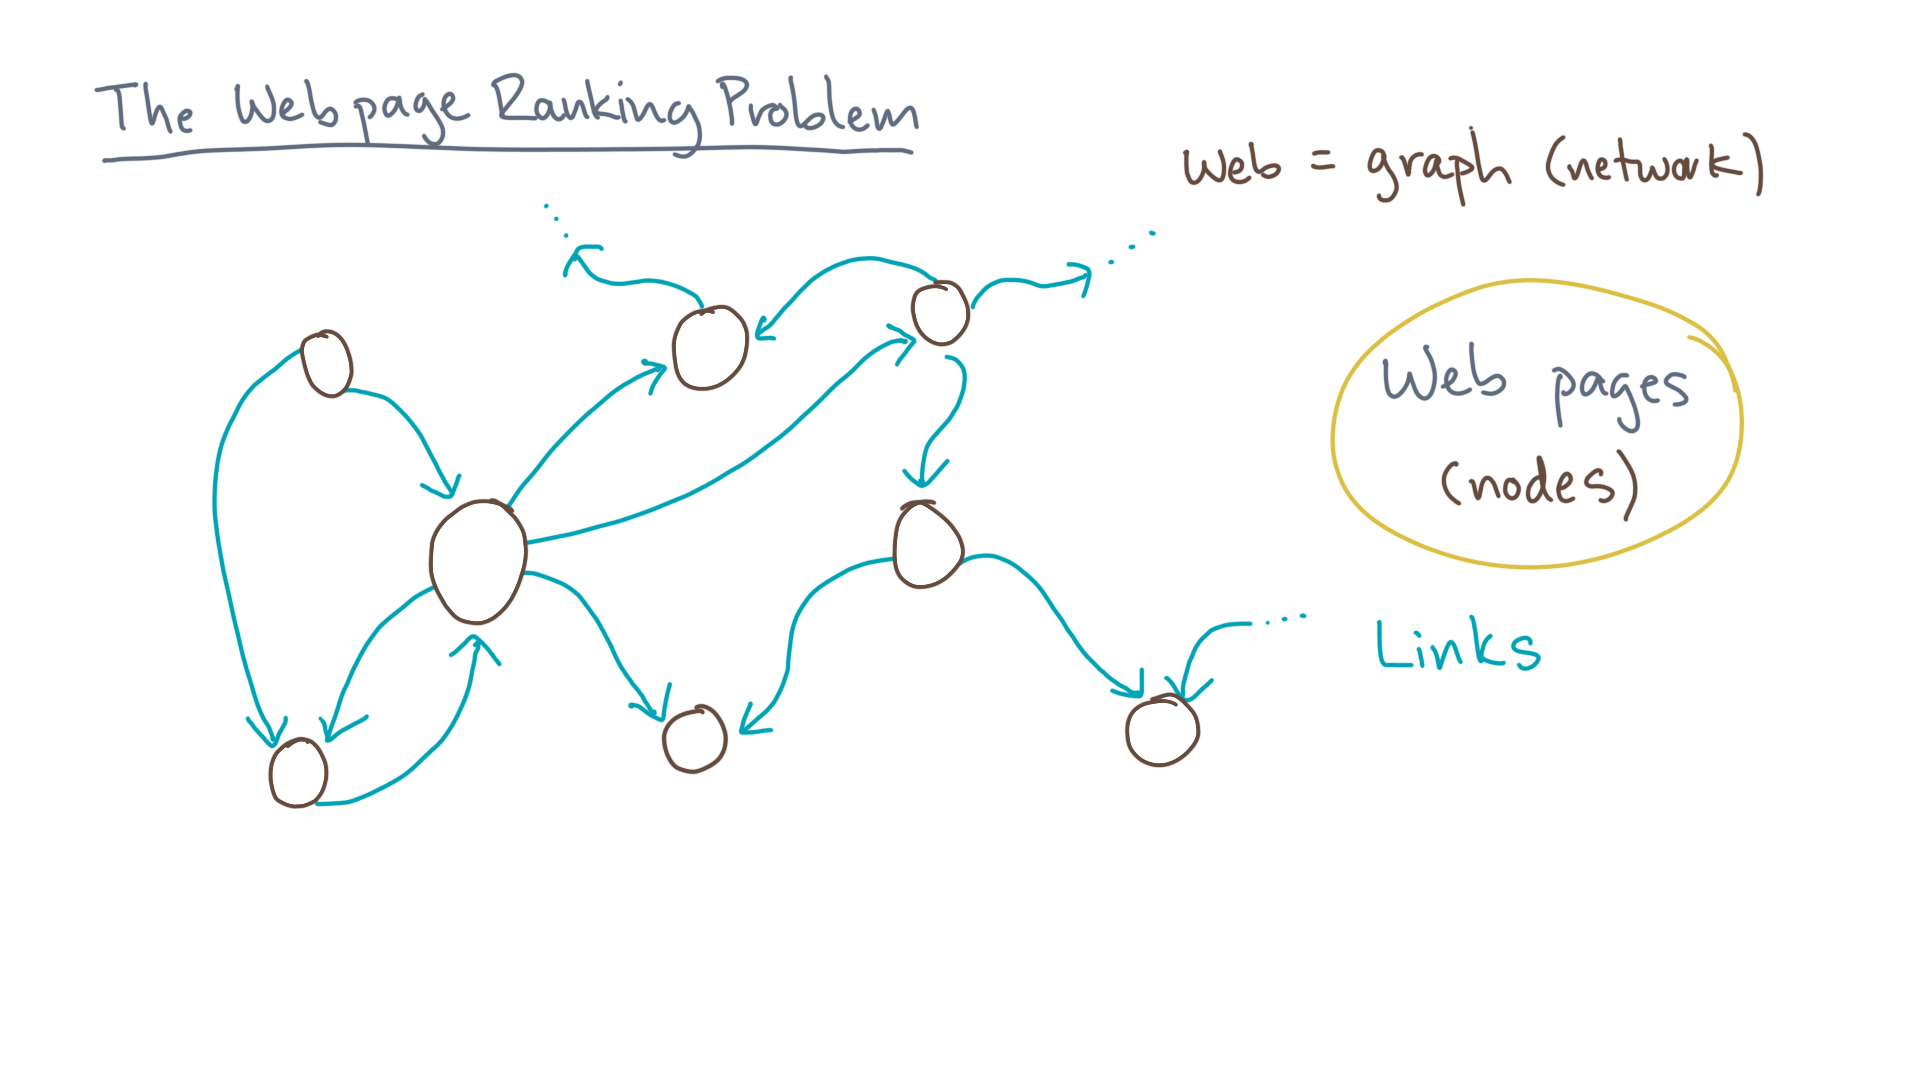 The Webpage Ranking Problem
Web = graph (network)
Web pages
(nodes)
Links